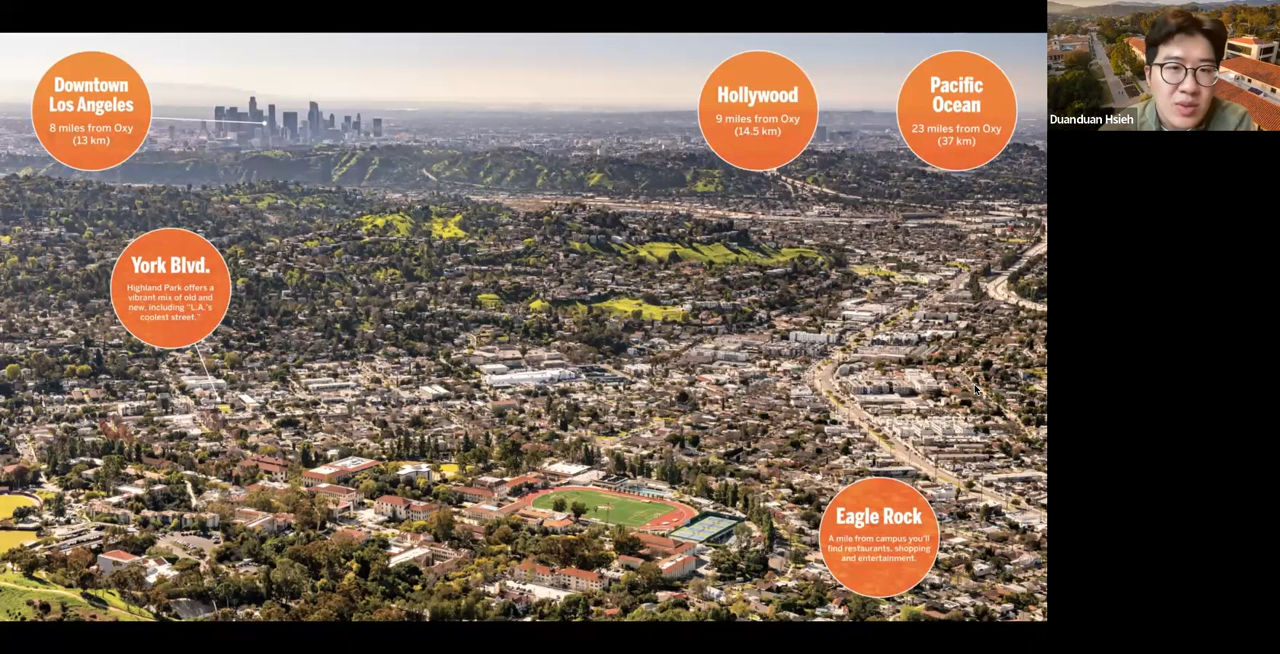 Downtown
Los Angeles
8 miles from Oxy
(13 km)
Hollywood
9 miles from Oxy
(14.5 km)
Pacific
Ocean
23 miles from Oxy
(37 km)
Duanduan Hsieh
York Blvd.
Highland Park offers a
vibrant mix of old and
new, including "L.A.'s
coolest street."
Eagle Rock
A mile from campus you'll
find restaurants, shopping
and entertainment.